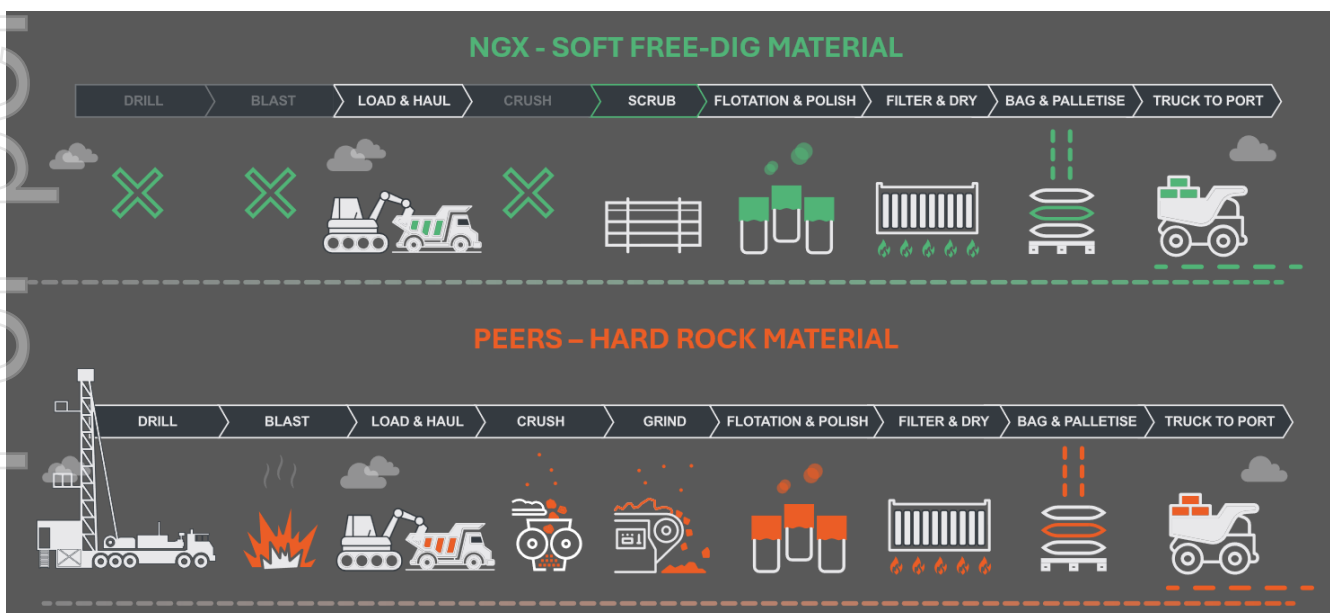 NGX - SOFT FREE-DIG MATERIAL
DRILL
BLAST
LOAD & HAUL
CRUSH
SCRUB
FLOTATION & POLISH
FILTER & DRY
BAG & PALLETISE
TRUCK TO PORT
PEERS – HARD ROCK MATERIAL
DRILL
BLAST
LOAD & HAUL
CRUSH
GRIND
FLOTATION & POLISH
FILTER & DRY
BAG & PALLETISE
TRUCK TO PORT